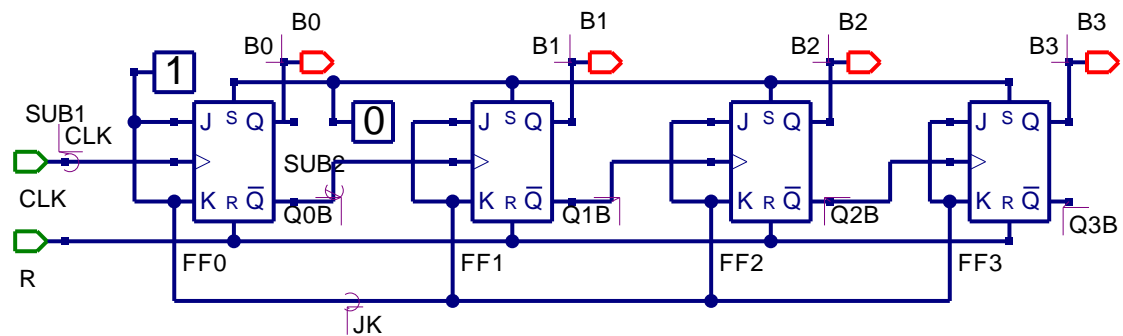 B0 B1 B2 B3
B0 B1 B2 B3
1
0
SUB1
CLK
J S Q J S Q J S Q J S Q
SUB2
CLK
K R Q̅ K R Q̅ K R Q̅ K R Q̅
Q0B Q1B Q2B Q3B
R
FF0 FF1 FF2 FF3
JK